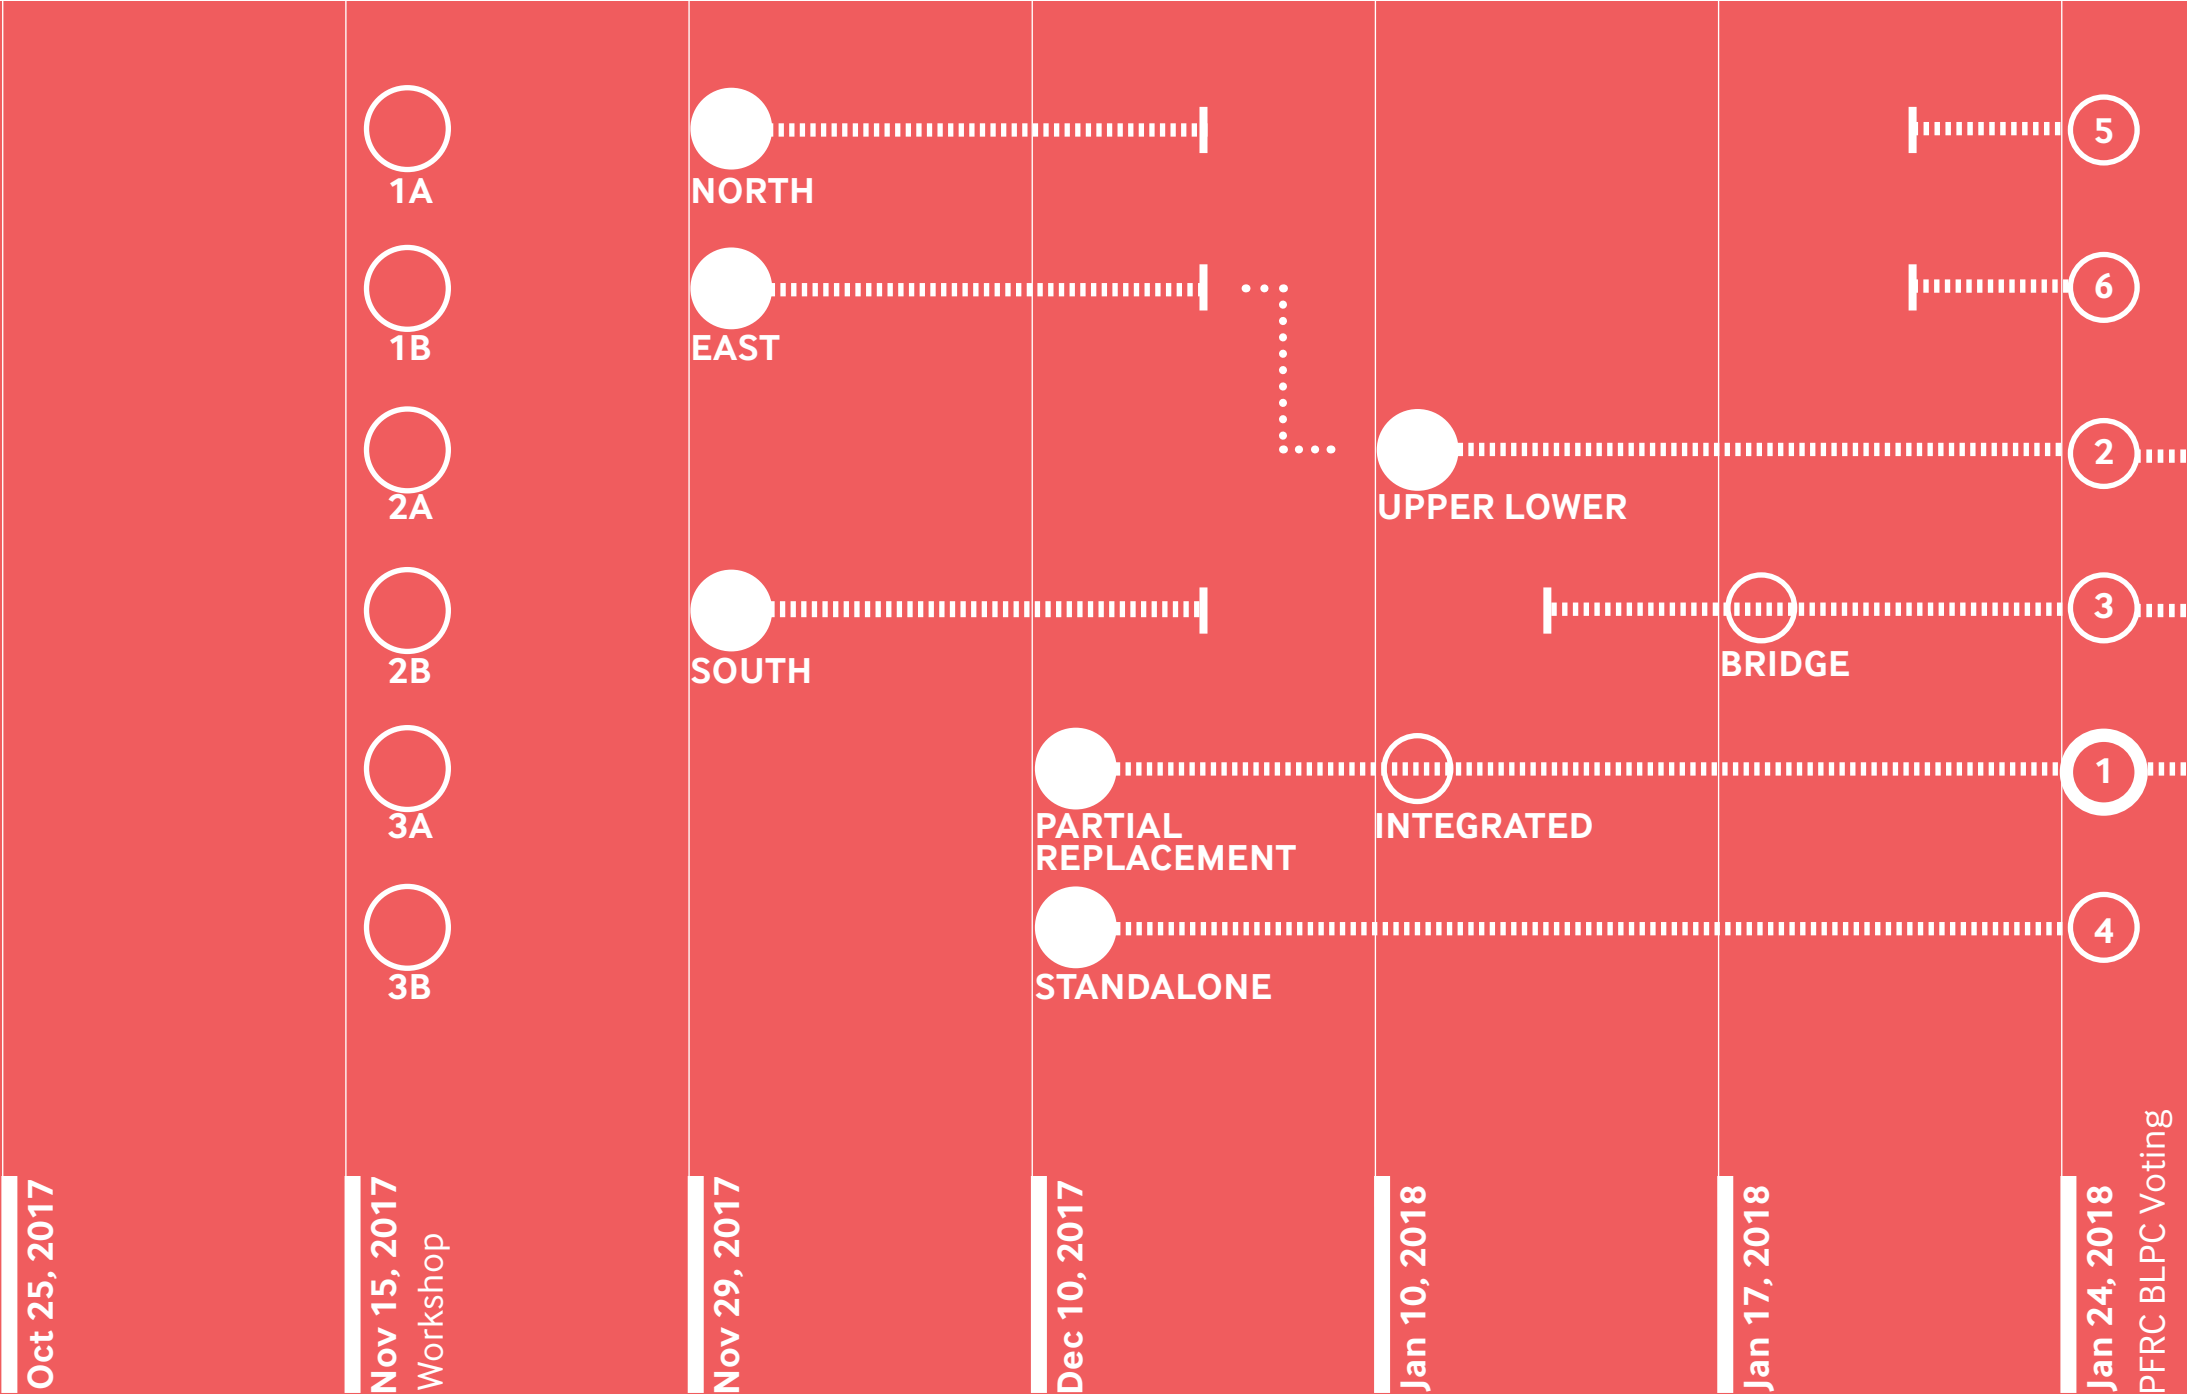 5
1A
NORTH
6
1B
EAST
2
2A
UPPER LOWER
3
2B
SOUTH
BRIDGE
1
3A
PARTIAL
REPLACEMENT
INTEGRATED
4
3B
STANDALONE
Oct 25, 2017
Nov 15, 2017
Workshop
Nov 29, 2017
Dec 10, 2017
Jan 10, 2018
Jan 17, 2018
Jan 24, 2018
PFRC BLPC Voting